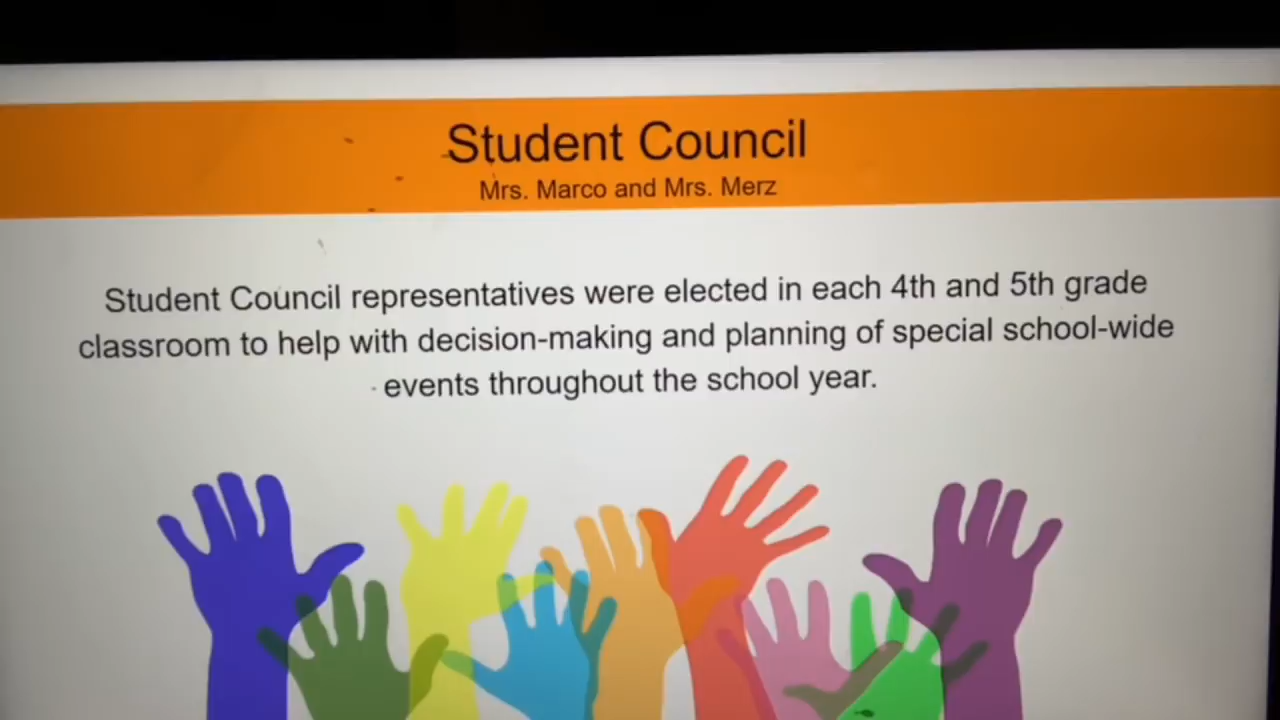 Student Council
Mrs. Marco and Mrs. Merz
Student Council representatives were elected in each 4th and 5th grade
classroom to help with decision-making and planning of special school-wide
events throughout the school year.